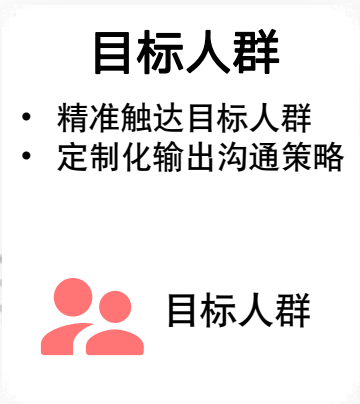 目标人群
• 精准触达目标人群
• 定制化输出沟通策略
目标人群